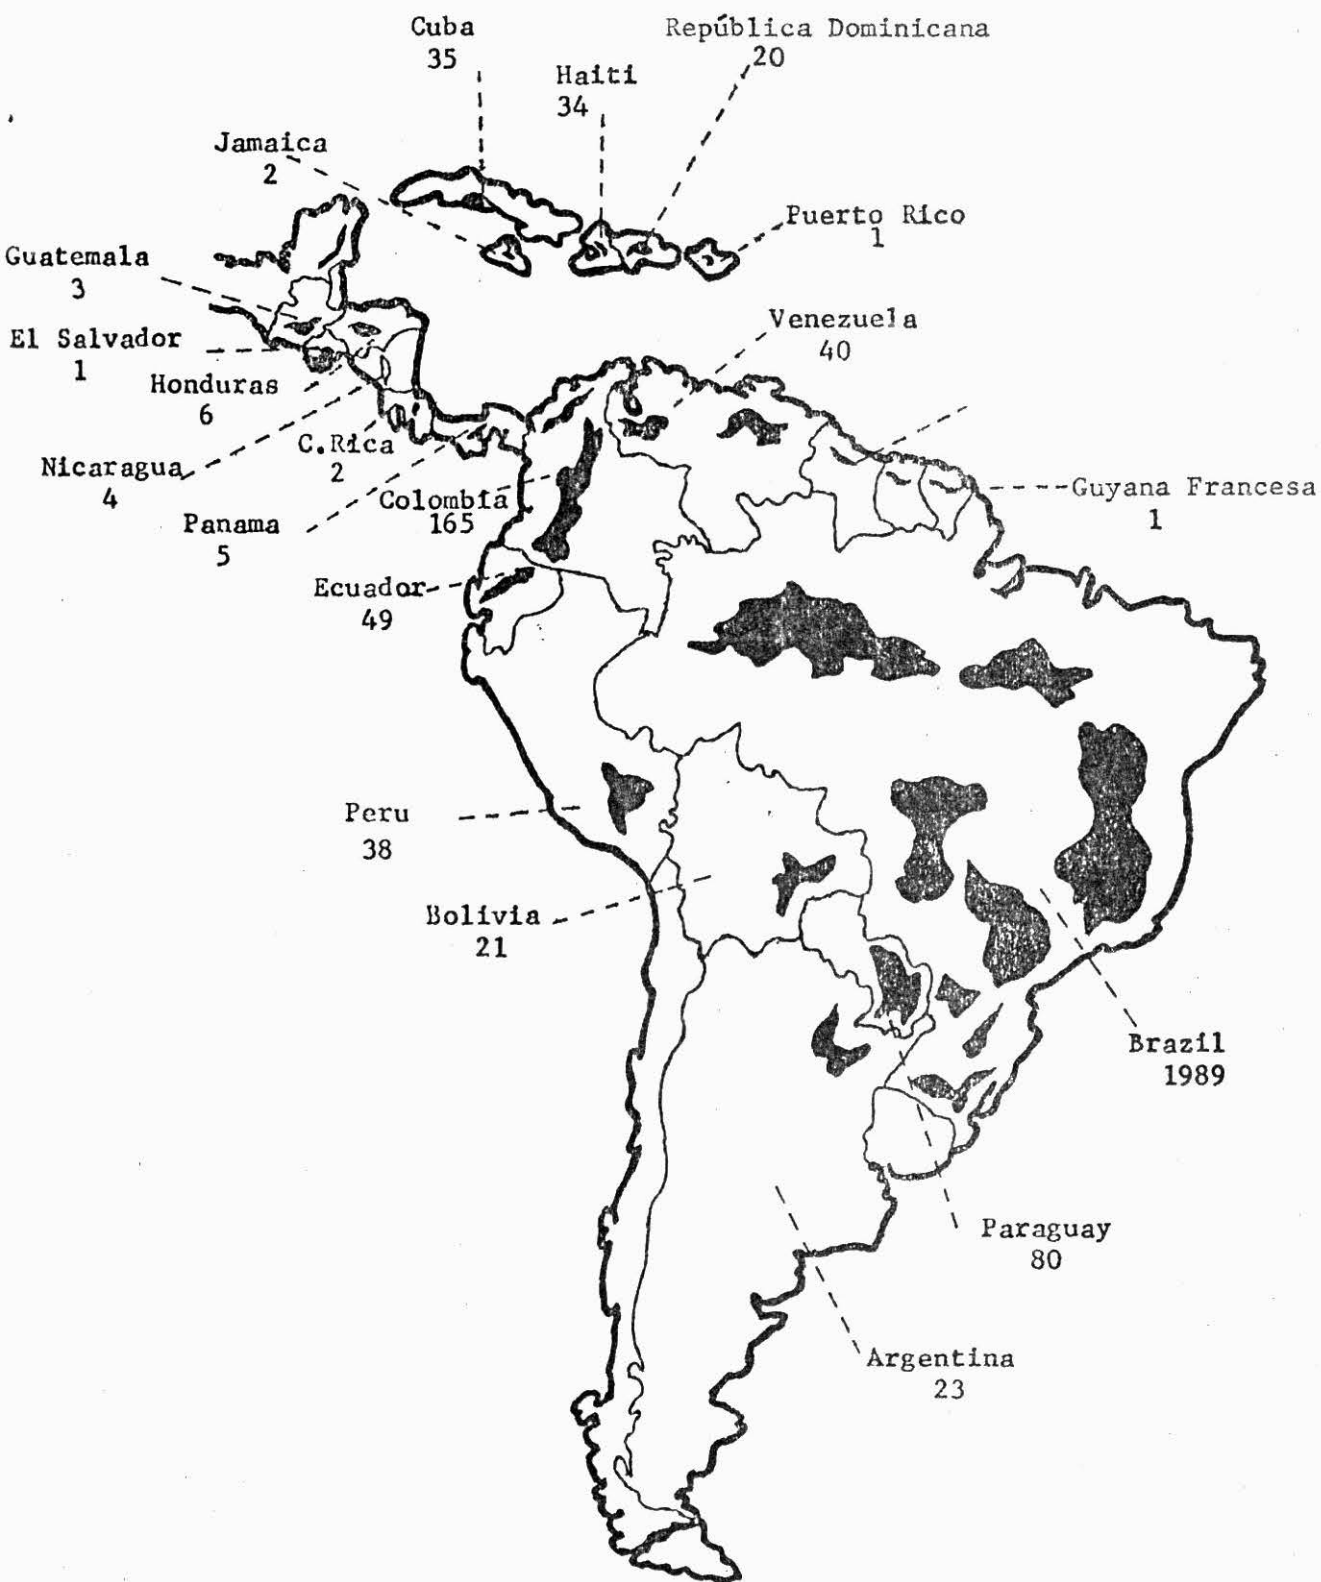 Cuba
35
República Dominicana
20
Haiti
34
Jamaica
2
Puerto Rico
1
Guatemala
3
Venezuela
40
El Salvador
1
Honduras
6
C.Rica
2
Nicaragua
4
Colombia
165
Guyana Francesa
1
Panama
5
Ecuador
49
Peru
38
Bolivia
21
Brazil
1989
Paraguay
80
Argentina
23